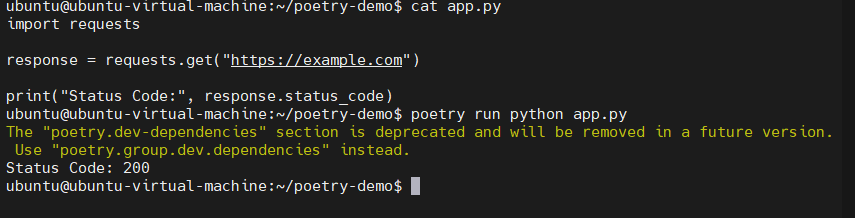 ubuntu@ubuntu-virtual-machine:~/poetry-demo$ cat app.py
import requests
response = requests.get("https://example.com")
print("Status Code:", response.status_code)
ubuntu@ubuntu-virtual-machine:~/poetry-demo$ poetry run python app.py
The "poetry.dev-dependencies" section is deprecated and will be removed in a future version.
Use "poetry.group.dev.dependencies" instead.
Status Code: 200
ubuntu@ubuntu-virtual-machine:~/poetry-demo$